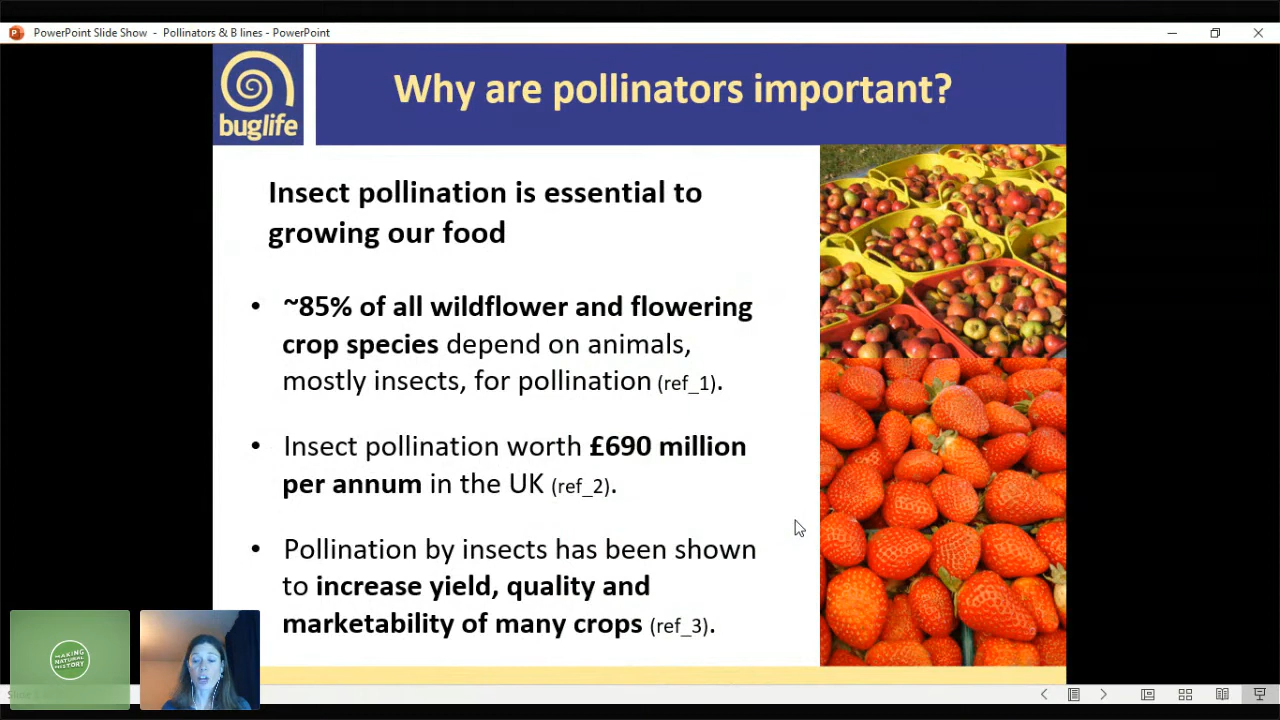 PowerPoint Slide Show - Pollinators & B lines - PowerPoint
buglife
Why are pollinators important?
Insect pollination is essential to
growing our food
• ~85% of all wildflower and flowering
crop species depend on animals,
mostly insects, for pollination (ref_1).
• Insect pollination worth £690 million
per annum in the UK (ref_2).
• Pollination by insects has been shown
to increase yield, quality and
marketability of many crops (ref_3).
MAKING
NATURAL
HISTORY